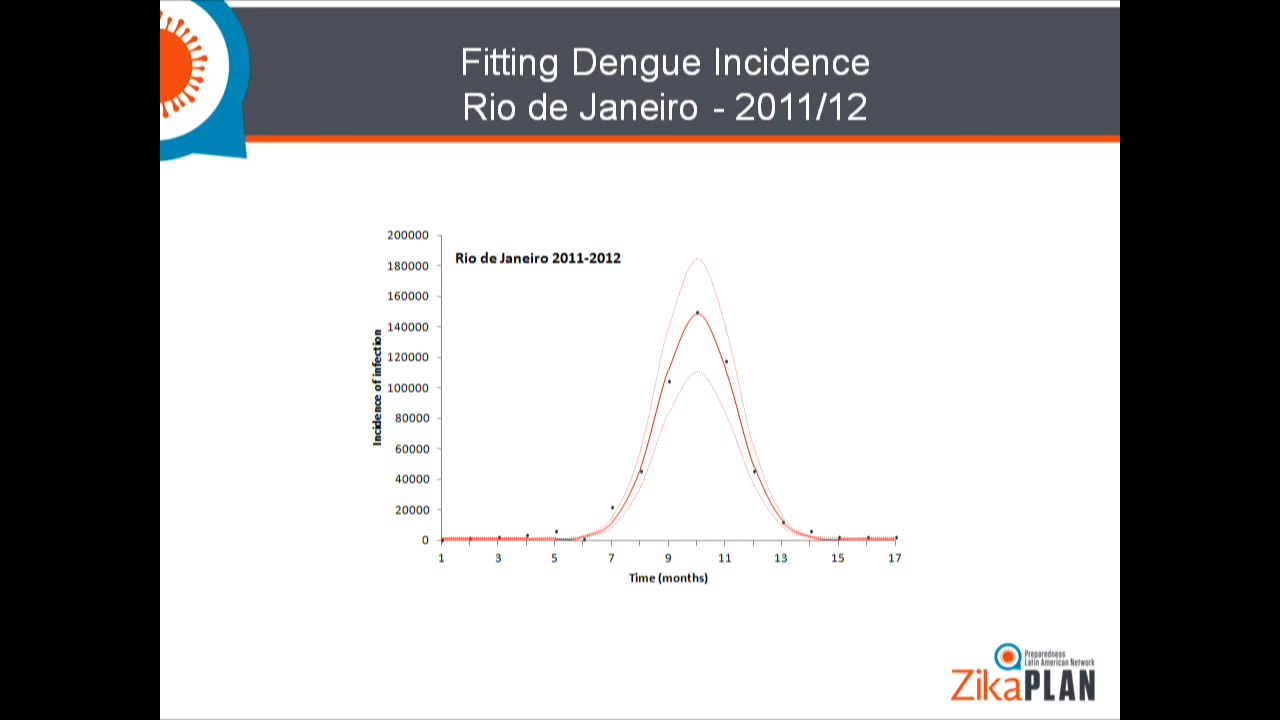 Fitting Dengue Incidence
Rio de Janeiro - 2011/12
200000
180000
160000
140000
120000
100000
80000
60000
40000
20000
0
Rio de Janeiro 2011-2012
Incidence of infection
1 3 5 7 9 11 13 15 17
Time (months)
Preparedness
Latin American Network
ZikaPLAN